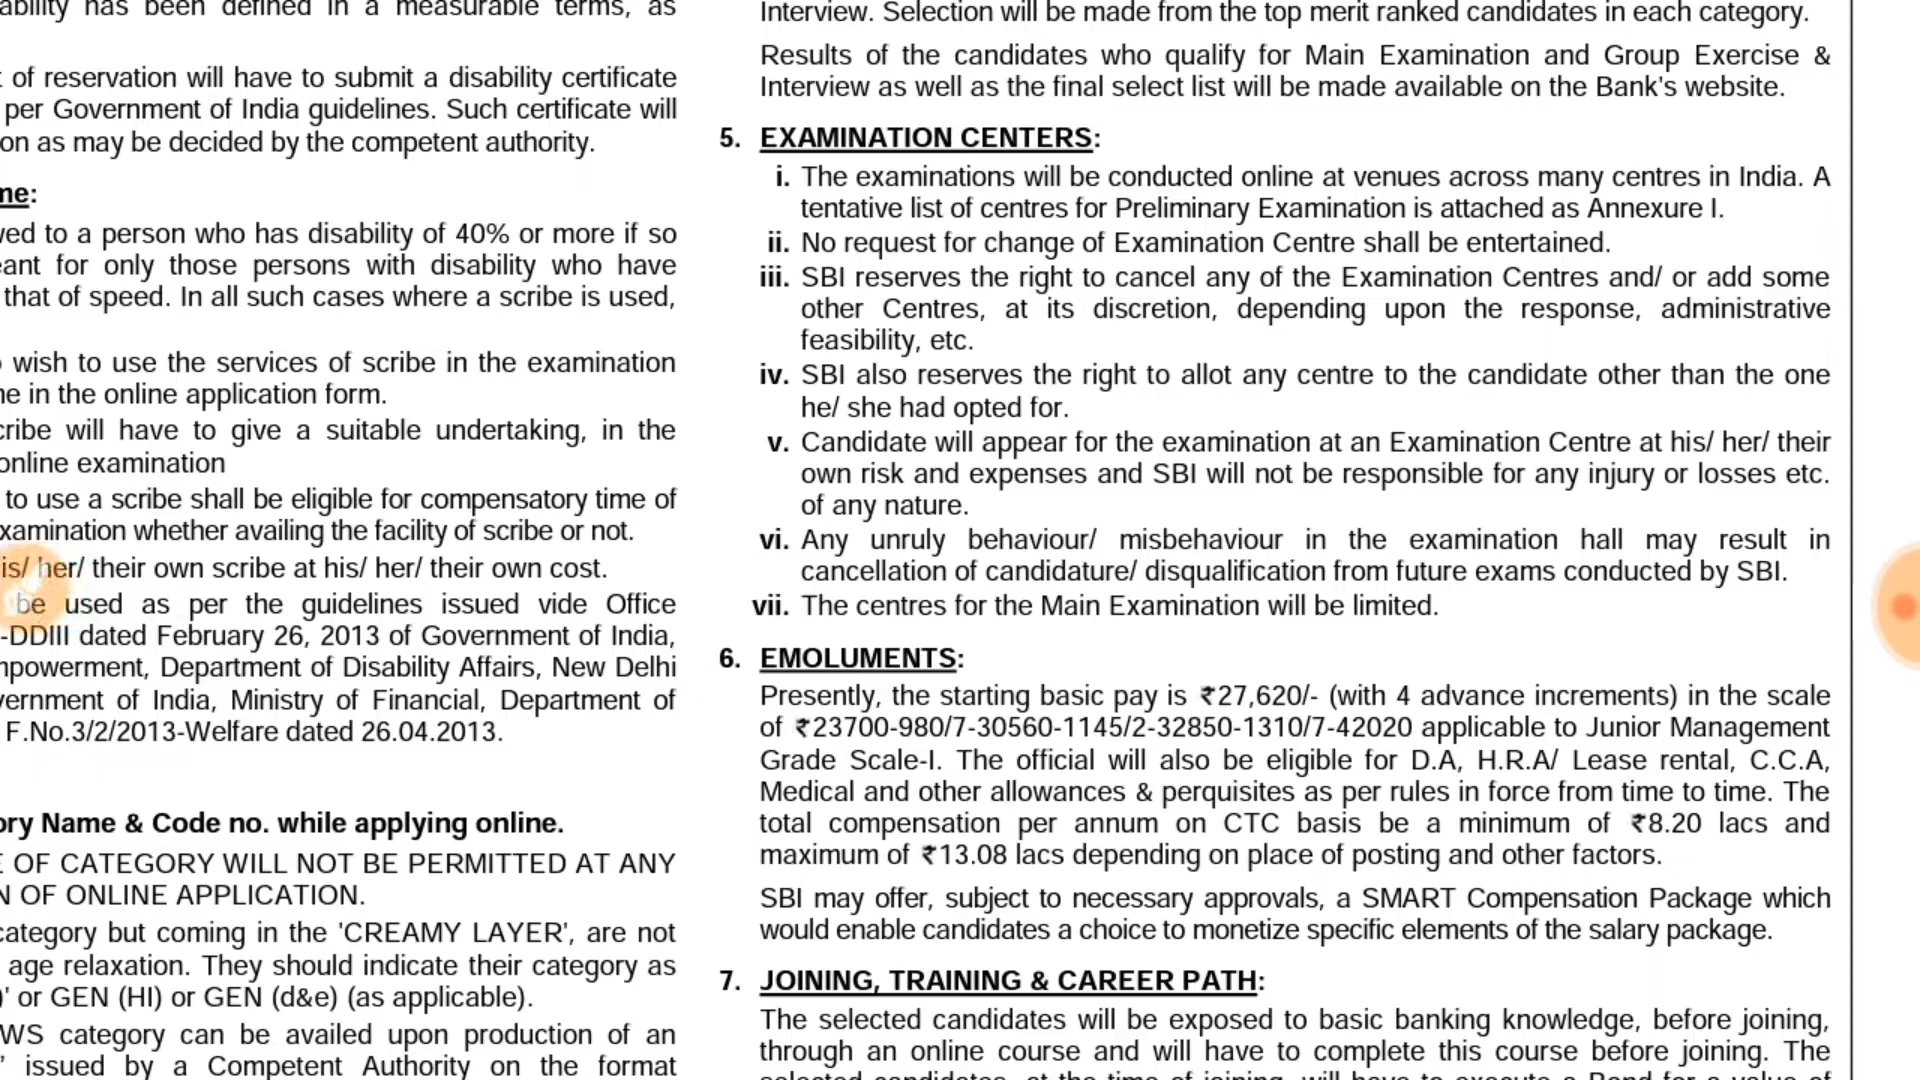 ability has been defined in a measurable terms, as
t of reservation will have to submit a disability certificate
per Government of India guidelines. Such certificate will
on as may be decided by the competent authority.
me:
wed to a person who has disability of 40% or more if so
eant for only those persons with disability who have
that of speed. In all such cases where a scribe is used,
o wish to use the services of scribe in the examination
me in the online application form.
cribe will have to give a suitable undertaking, in the
online examination
to use a scribe shall be eligible for compensatory time of
xamination whether availing the facility of scribe or not.
is/ her/ their own scribe at his/ her/ their own cost.
be used as per the guidelines issued vide Office
-DDIII dated February 26, 2013 of Government of India,
mpowerment, Department of Disability Affairs, New Delhi
vernment of India, Ministry of Financial, Department of
F.No.3/2/2013-Welfare dated 26.04.2013.
ory Name & Code no. while applying online.
E OF CATEGORY WILL NOT BE PERMITTED AT ANY
N OF ONLINE APPLICATION.
category but coming in the 'CREAMY LAYER', are not
age relaxation. They should indicate their category as
)' or GEN (HI) or GEN (d&e) (as applicable).
WS category can be availed upon production of an
' issued by a Competent Authority on the format
Interview. Selection will be made from the top merit ranked candidates in each category.
Results of the candidates who qualify for Main Examination and Group Exercise &
Interview as well as the final select list will be made available on the Bank's website.
5. EXAMINATION CENTERS:
i. The examinations will be conducted online at venues across many centres in India. A
tentative list of centres for Preliminary Examination is attached as Annexure I.
ii. No request for change of Examination Centre shall be entertained.
iii. SBI reserves the right to cancel any of the Examination Centres and/ or add some
other Centres, at its discretion, depending upon the response, administrative
feasibility, etc.
iv. SBI also reserves the right to allot any centre to the candidate other than the one
he/ she had opted for.
v. Candidate will appear for the examination at an Examination Centre at his/ her/ their
own risk and expenses and SBI will not be responsible for any injury or losses etc.
of any nature.
vi. Any unruly behaviour/ misbehaviour in the examination hall may result in
cancellation of candidature/ disqualification from future exams conducted by SBI.
vii. The centres for the Main Examination will be limited.
6. EMOLUMENTS:
Presently, the starting basic pay is ₹27,620/- (with 4 advance increments) in the scale
of ₹23700-980/7-30560-1145/2-32850-1310/7-42020 applicable to Junior Management
Grade Scale-I. The official will also be eligible for D.A, H.R.A/ Lease rental, C.C.A,
Medical and other allowances & perquisites as per rules in force from time to time. The
total compensation per annum on CTC basis be a minimum of ₹8.20 lacs and
maximum of ₹13.08 lacs depending on place of posting and other factors.
SBI may offer, subject to necessary approvals, a SMART Compensation Package which
would enable candidates a choice to monetize specific elements of the salary package.
7. JOINING, TRAINING & CAREER PATH:
The selected candidates will be exposed to basic banking knowledge, before joining,
through an online course and will have to complete this course before joining. The
selected candidates, at the time of joining, will have to execute a Bond for a value of